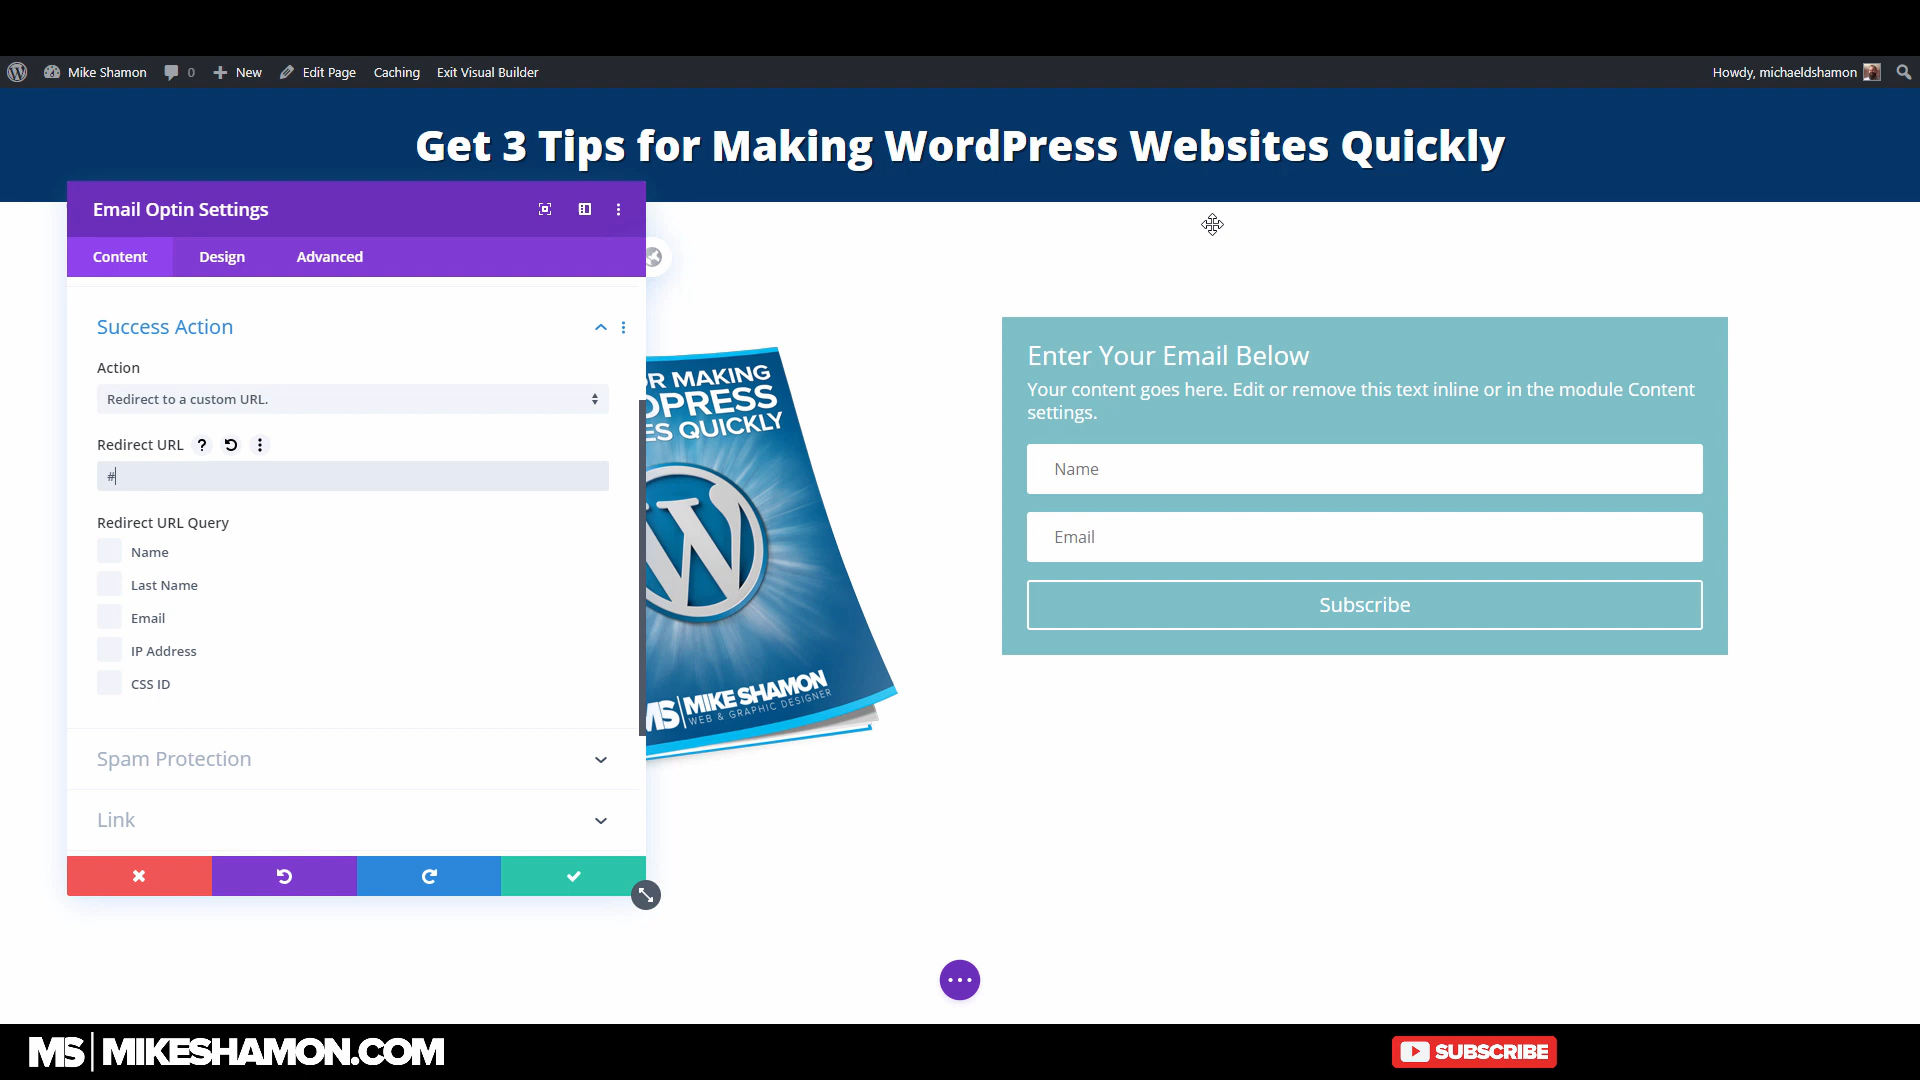 Mike Shamon
0
New
Edit Page
Caching
Exit Visual Builder
Howdy, michaeldshamon
Get 3 Tips for Making WordPress Websites Quickly
Email Optin Settings
Content
Design
Advanced
Success Action
Action
Redirect to a custom URL.
Redirect URL
?
#
Redirect URL Query
Name
Last Name
Email
IP Address
CSS ID
Spam Protection
Link
OR MAKING
DPRESS
ES QUICKLY
MS MIKE SHAMON
WEB & GRAPHIC DESIGNER
Enter Your Email Below
Your content goes here. Edit or remove this text inline or in the module Content
settings.
Name
Email
Subscribe
MS MIKESHAMON.COM
SUBSCRIBE